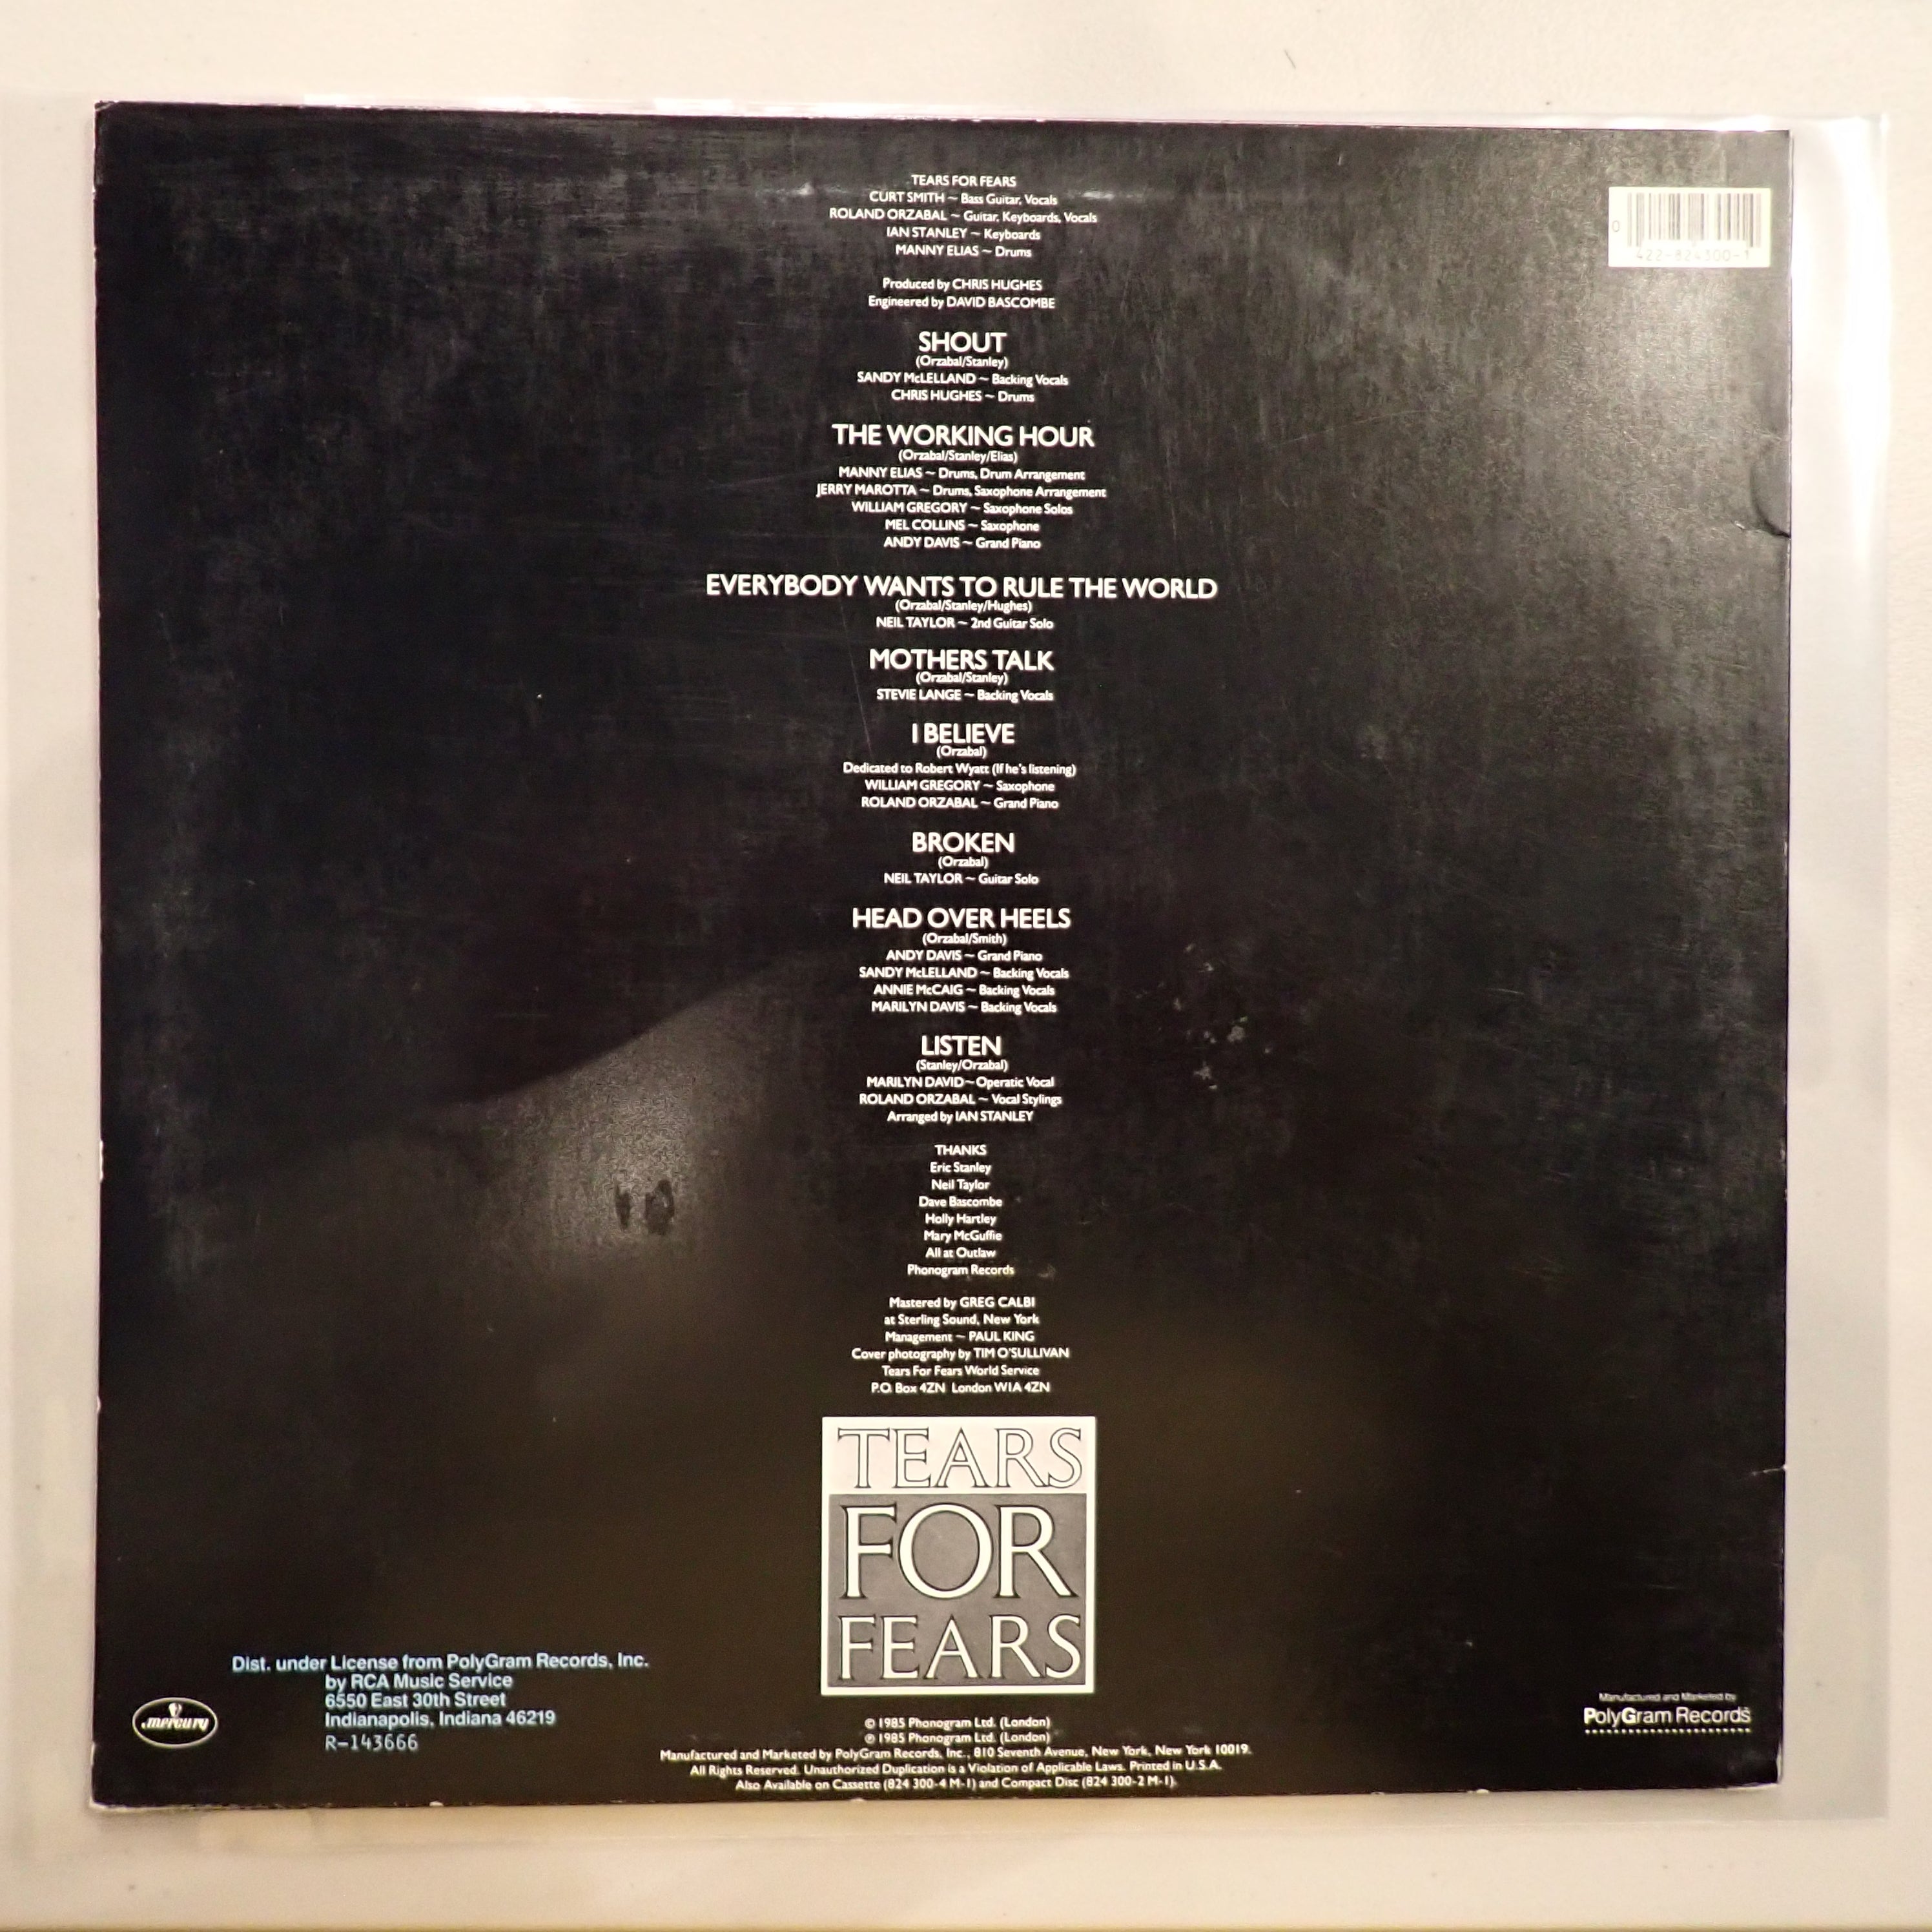 TEARS FOR FEARS
CURT SMITH ~ Bass Guitar, Vocals
ROLAND ORZABAL ~ Guitar, Keyboards, Vocals
IAN STANLEY ~ Keyboards
MANNY ELIAS ~ Drums
Produced by CHRIS HUGHES
Engineered by DAVID BASCOMBE
SHOUT
(Orzabal/Stanley)
SANDY McLELLAND ~ Backing Vocals
CHRIS HUGHES ~ Drums
THE WORKING HOUR
(Orzabal/Stanley/Elias)
MANNY ELIAS ~ Drums, Drum Arrangement
JERRY MAROTTA ~ Drums, Saxophone Arrangement
WILLIAM GREGORY ~ Saxophone Solos
MEL COLLINS ~ Saxophone
ANDY DAVIS ~ Grand Piano
EVERYBODY WANTS TO RULE THE WORLD
(Orzabal/Stanley/Hughes)
NEIL TAYLOR ~ 2nd Guitar Solo
MOTHERS TALK
(Orzabal/Stanley)
STEVIE LANGE ~ Backing Vocals
I BELIEVE
(Orzabal)
Dedicated to Robert Wyatt (If he's listening)
WILLIAM GREGORY ~ Saxophone
ROLAND ORZABAL ~ Grand Piano
BROKEN
(Orzabal)
NEIL TAYLOR ~ Guitar Solo
HEAD OVER HEELS
(Orzabal/Smith)
ANDY DAVIS ~ Grand Piano
SANDY McLELLAND ~ Backing Vocals
ANNIE McCAIG ~ Backing Vocals
MARILYN DAVIS ~ Backing Vocals
LISTEN
(Stanley/Orzabal)
MARILYN DAVID ~ Operatic Vocal
ROLAND ORZABAL ~ Vocal Stylings
Arranged by IAN STANLEY
THANKS
Eric Stanley
Neil Taylor
Dave Bascombe
Holly Hartley
Mary McGuffie
All at Outlaw
Phonogram Records
Mastered by GREG CALBI
at Sterling Sound, New York
Management ~ PAUL KING
Cover photography by TIM O'SULLIVAN
Tears For Fears World Service
P.O. Box 4ZN London W1A 4ZN
TEARS
FOR
FEARS
0
422-824300-1
Dist. under License from PolyGram Records, Inc.
by RCA Music Service
6550 East 30th Street
Indianapolis, Indiana 46219
R-143666
mercury
© 1985 Phonogram Ltd. (London)
℗ 1985 Phonogram Ltd. (London)
Manufactured and Marketed by PolyGram Records, Inc., 810 Seventh Avenue, New York, New York 10019.
All Rights Reserved. Unauthorized Duplication is a Violation of Applicable Laws. Printed in U.S.A.
Also Available on Cassette (824 300-4 M-1) and Compact Disc (824 300-2 M-1).
Manufactured and Marketed by
PolyGram Records